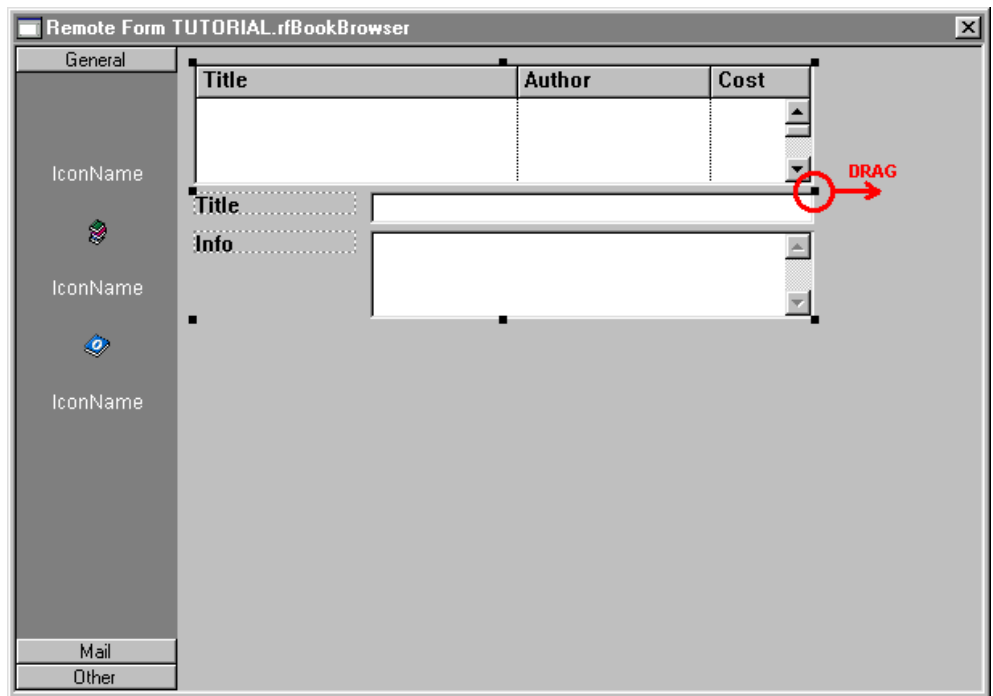 Remote Form TUTORIAL.rfBookBrowser
General
Title Author Cost
IconName
DRAG
Title
Info
IconName
IconName
Mail
Other